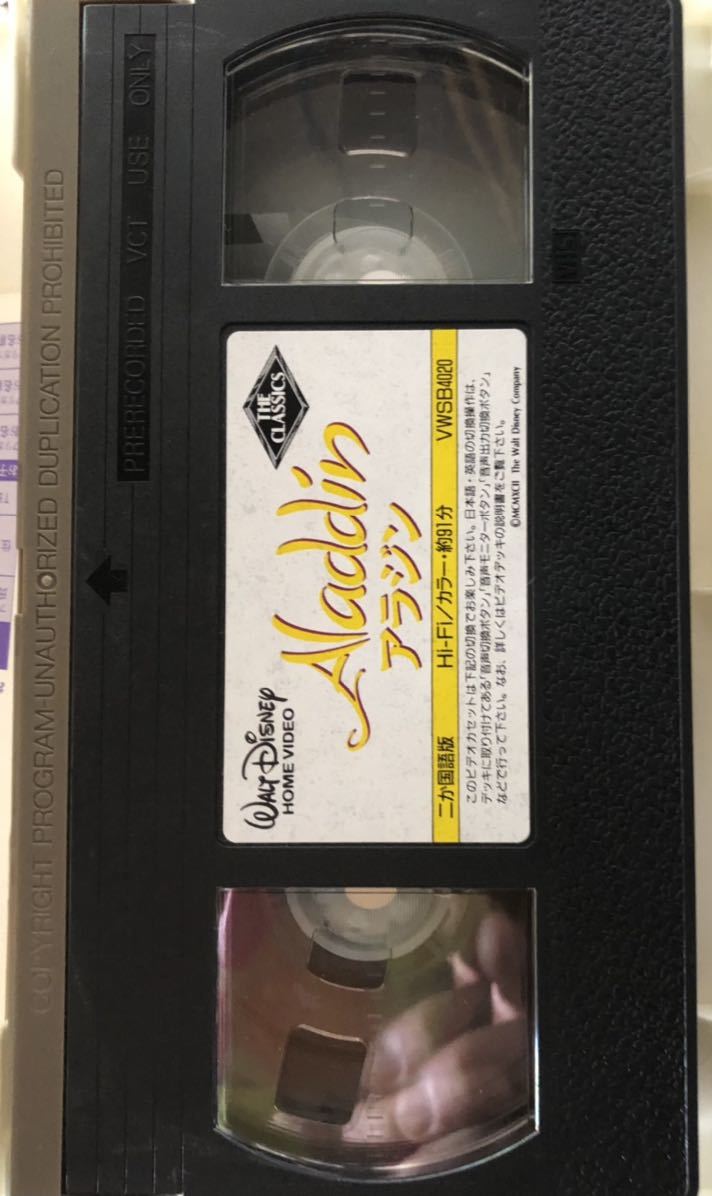 COPYRIGHT PROGRAM-UNAUTHORIZED DUPLICATION PROHIBITED
PRERECORDED VCT USE ONLY
WALT DISNEY
HOME VIDEO
THE
CLASSICS
Aladdin
アラジン
二か国語版 Hi-Fi/カラー・約91分 VWSB4020
このビデオカセットは下記の切換でお楽しみ下さい。日本語・英語の切換操作は、
デッキに取り付けてある「音声切換ボタン」「音声モニターボタン」「音声出力切換ボタン」
などで行って下さい。なお、詳しくはビデオデッキの説明書をご覧下さい。
©MCMXCII The Walt Disney Company
VHS